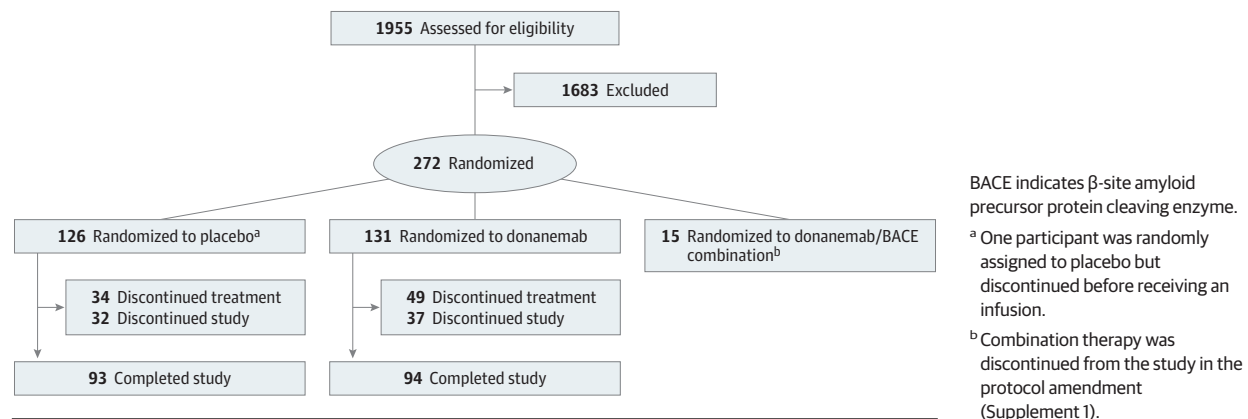 1955 Assessed for eligibility
1683 Excluded
272 Randomized
126 Randomized to placeboᵃ
131 Randomized to donanemab
15 Randomized to donanemab/BACE
combinationᵇ
34 Discontinued treatment
32 Discontinued study
49 Discontinued treatment
37 Discontinued study
93 Completed study
94 Completed study
BACE indicates β-site amyloid
precursor protein cleaving enzyme.
ᵃ One participant was randomly
assigned to placebo but
discontinued before receiving an
infusion.
ᵇ Combination therapy was
discontinued from the study in the
protocol amendment
(Supplement 1).